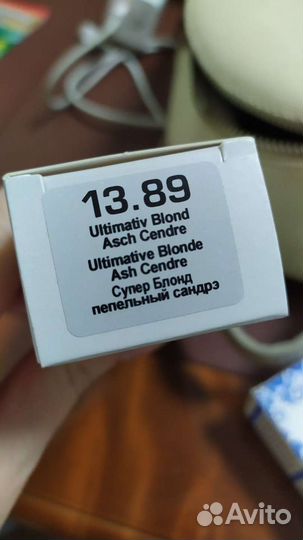 13.89
Ultimativ Blond
Asch Cendre
Ultimative Blonde
Ash Cendre
Супер Блонд
пепельный сандрэ
Avito